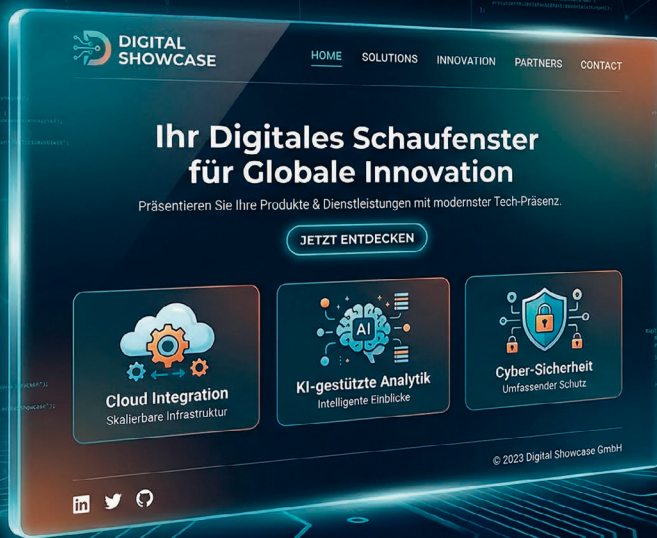 DIGITAL
SHOWCASE
HOME SOLUTIONS INNOVATION PARTNERS CONTACT
Ihr Digitales Schaufenster
für Globale Innovation
Präsentieren Sie Ihre Produkte & Dienstleistungen mit modernster Tech-Präsenz.
JETZT ENTDECKEN
Cloud Integration
Skalierbare Infrastruktur
AI
KI-gestützte Analytik
Intelligente Einblicke
Cyber-Sicherheit
Umfassender Schutz
© 2023 Digital Showcase GmbH
in